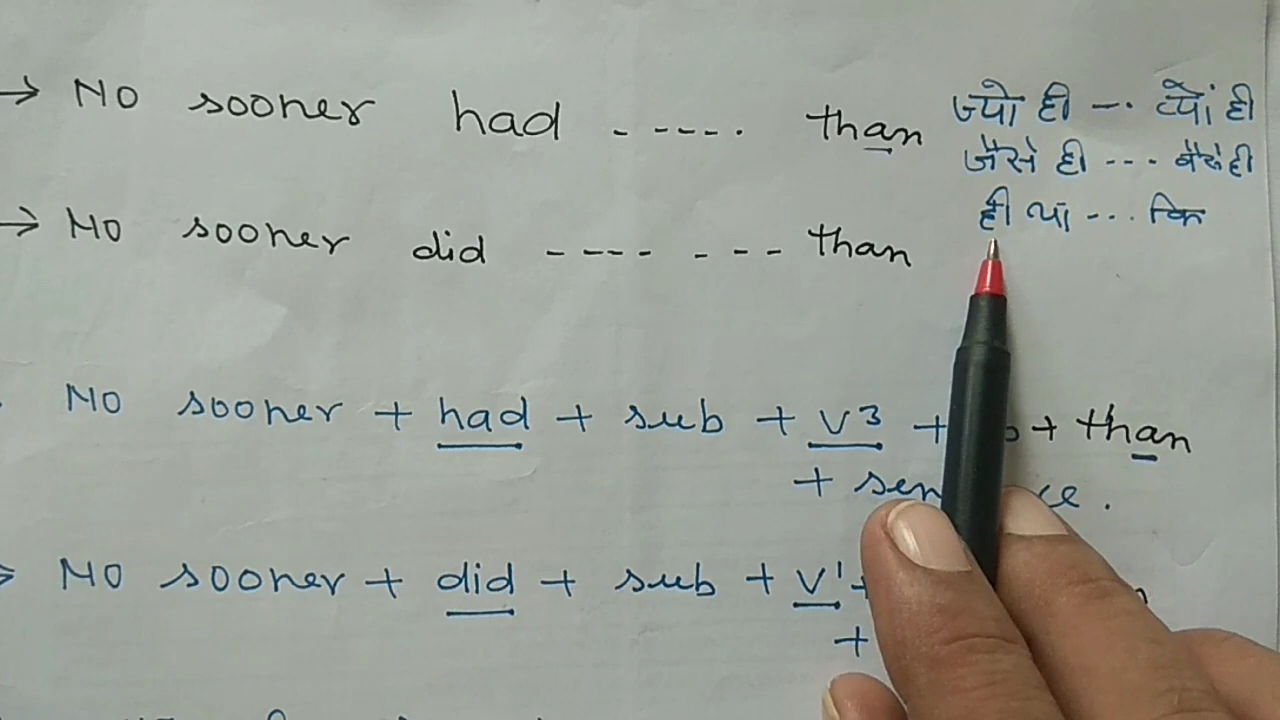 → No sooner had - ---- . than ज्यो ही --. त्यों ही
जैसे ही --- वैसे ही
ही था --- कि
→ No sooner did ---- --- than
No sooner + had + sub + V3 + + than
+ .
No sooner + did + sub + V1 +
+